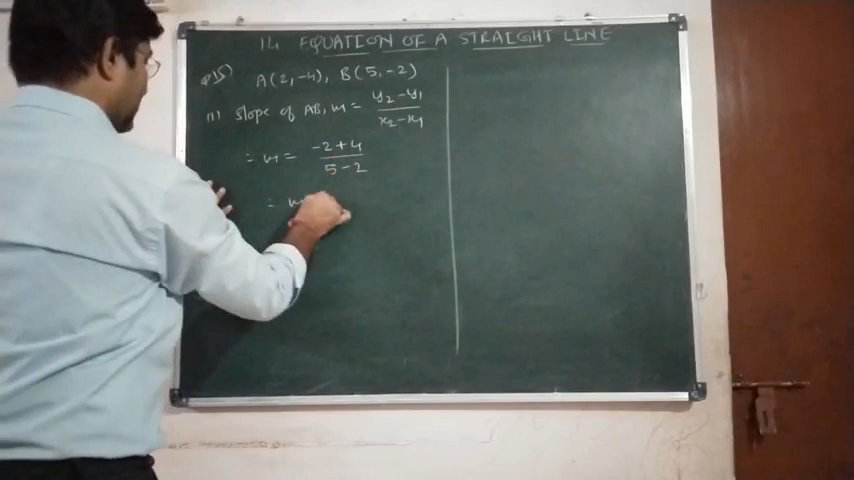 14 EQUATION OF A STRAIGHT LINE
Q15) A(2,-4), B(5,-2)
(i) Slope of AB, m = y₂-y₁ / x₂-x₁
= m = -2+4 / 5-2
= m